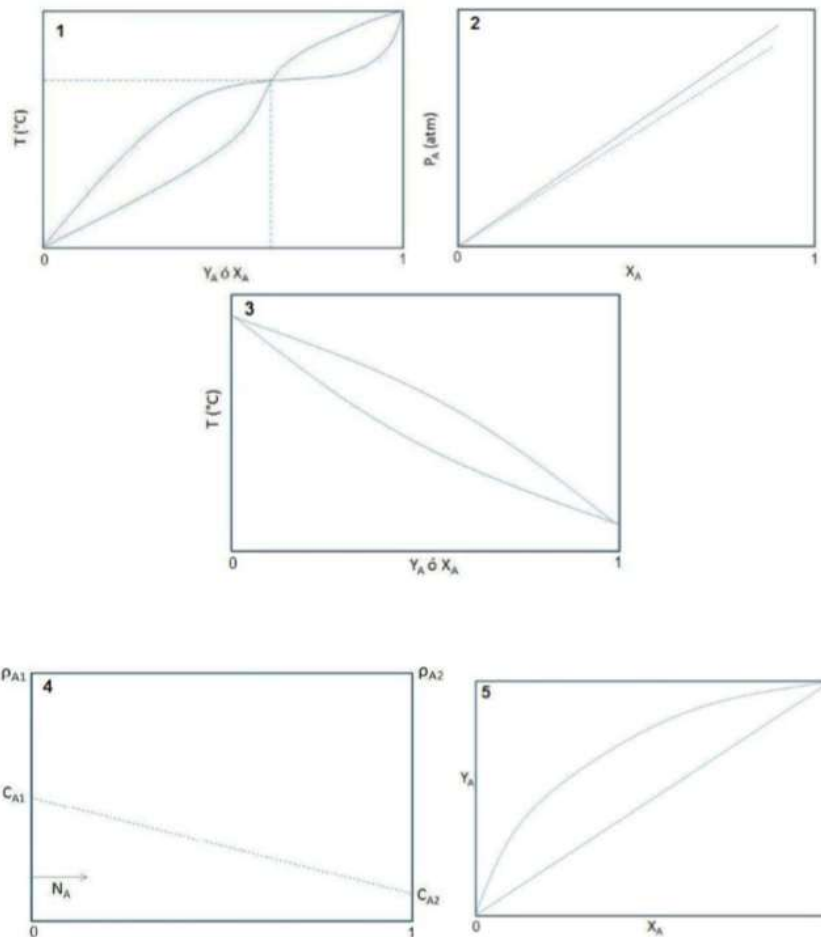 1
T (°C)
0
1
Y_A ó X_A
2
P_A (atm)
0
1
X_A
3
T (°C)
0
1
Y_A ó X_A
ρ_A1
4
ρ_A2
C_A1
N_A
C_A2
0
1
5
Y_A
0
X_A